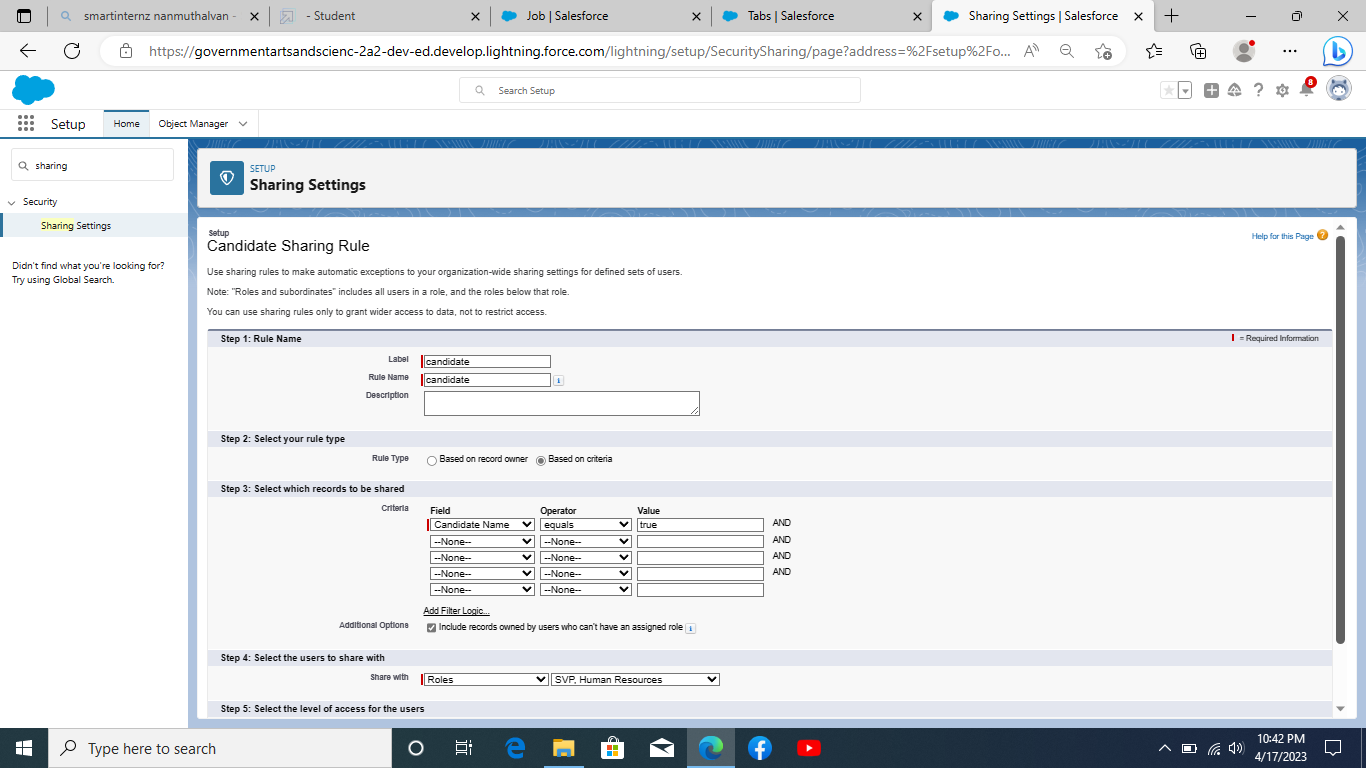 smartinternz nanmuthalvan -
- Student
Job | Salesforce
Tabs | Salesforce
Sharing Settings | Salesforce
https://governmentartsandscienc-2a2-dev-ed.develop.lightning.force.com/lightning/setup/SecuritySharing/page?address=%2Fsetup%2Fo...
Search Setup
8
Setup
Home
Object Manager
sharing
Security
Sharing Settings
Didn't find what you're looking for?
Try using Global Search.
SETUP
Sharing Settings
Setup
Candidate Sharing Rule
Help for this Page
Use sharing rules to make automatic exceptions to your organization-wide sharing settings for defined sets of users.
Note: "Roles and subordinates" includes all users in a role, and the roles below that role.
You can use sharing rules only to grant wider access to data, not to restrict access.
Step 1: Rule Name
= Required Information
Label candidate
Rule Name candidate
Description
Step 2: Select your rule type
Rule Type Based on record owner Based on criteria
Step 3: Select which records to be shared
Criteria
Field Operator Value
Candidate Name equals true AND
--None-- --None-- AND
--None-- --None-- AND
--None-- --None-- AND
--None-- --None--
Add Filter Logic...
Additional Options Include records owned by users who can't have an assigned role
Step 4: Select the users to share with
Share with Roles SVP, Human Resources
Step 5: Select the level of access for the users
Type here to search
10:42 PM
4/17/2023